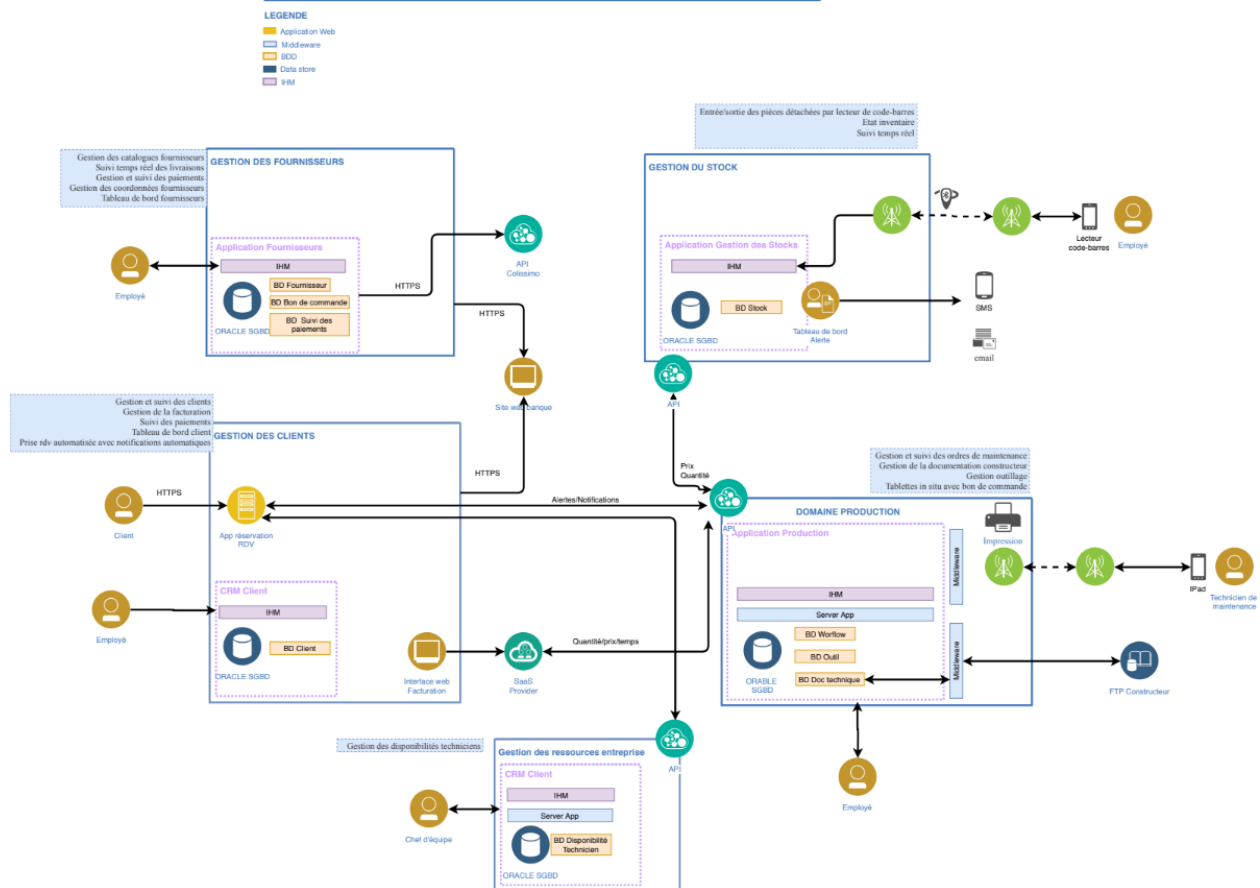 LEGENDE
Application Web
Middleware
BDD
Data store
IHM
Entrée/sortie des pièces détachées par lecteur de code-barres
Etat inventaire
Suivi temps réel
Gestion des catalogues fournisseurs
Suivi temps réel des livraisons
Gestion et suivi des paiements
Gestion des coordonnées fournisseurs
Tableau de bord fournisseurs
GESTION DES FOURNISSEURS
Application Fournisseurs
IHM
BD Fournisseur
BD Bon de commande
BD Suivi des
paiements
ORACLE SGBD
Employé
HTTPS
API
Colissimo
HTTPS
Site web banque
GESTION DU STOCK
Application Gestion des Stocks
IHM
BD Stock
ORACLE SGBD
Tableau de bord
Alerte
Lecteur
code-barres
Employé
SMS
email
API
Prix
Quantité
Gestion et suivi des clients
Gestion de la facturation
Suivi des paiements
Tableau de bord client
Prise rdv automatisée avec notifications automatiques
GESTION DES CLIENTS
HTTPS
HTTPS
Client
App réservation
RDV
Alertes/Notifications
CRM Client
IHM
BD Client
ORACLE SGBD
Employé
Interface web
Facturation
SaaS
Provider
Quantité/prix/temps
Gestion et suivi des ordres de maintenance
Gestion de la documentation constructeur
Gestion outillage
Tablettes in situ avec bon de commande
DOMAINE PRODUCTION
API
Application Production
Impression
Middleware
IHM
Server App
BD Worflow
BD Outil
BD Doc technique
ORABLE
SGBD
Middleware
IPad
Technicien de
maintenance
FTP Constructeur
Employé
Gestion des disponibilités techniciens
Gestion des ressources entreprise
API
CRM Client
IHM
Server App
BD Disponibilité
Technicien
ORACLE SGBD
Chef d'équipe